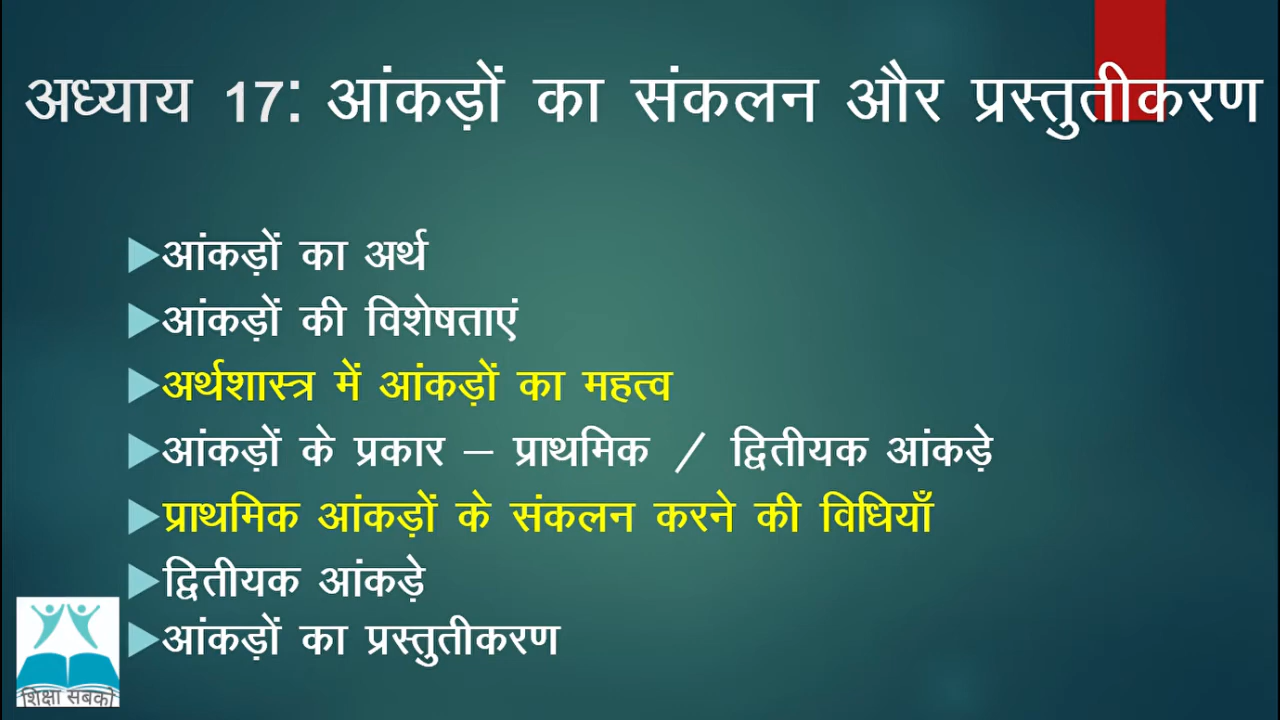 अध्याय 17: आंकड़ों का संकलन और प्रस्तुतीकरण
आंकड़ों का अर्थ
आंकड़ों की विशेषताएं
अर्थशास्त्र में आंकड़ों का महत्व
आंकड़ों के प्रकार – प्राथमिक / द्वितीयक आंकड़े
प्राथमिक आंकड़ों के संकलन करने की विधियाँ
द्वितीयक आंकड़े
आंकड़ों का प्रस्तुतीकरण
शिक्षा सबको